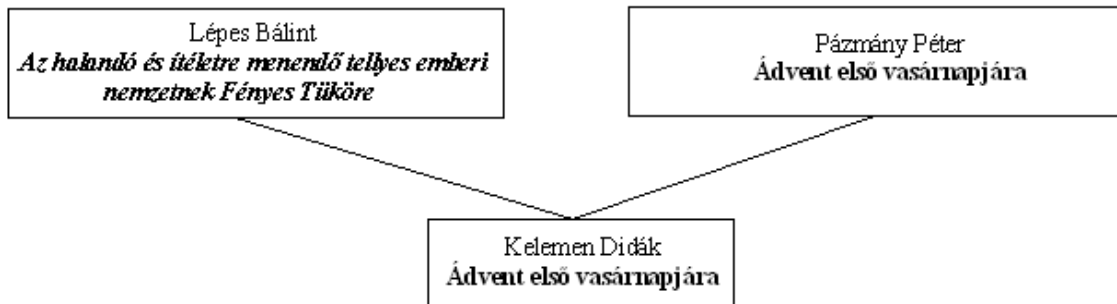 Lépes Bálint
Az halandó és ítéletre menendő tellyes emberi
nemzetnek Fényes Tüköre
Pázmány Péter
Ádvent első vasárnapjára
Kelemen Didák
Ádvent első vasárnapjára